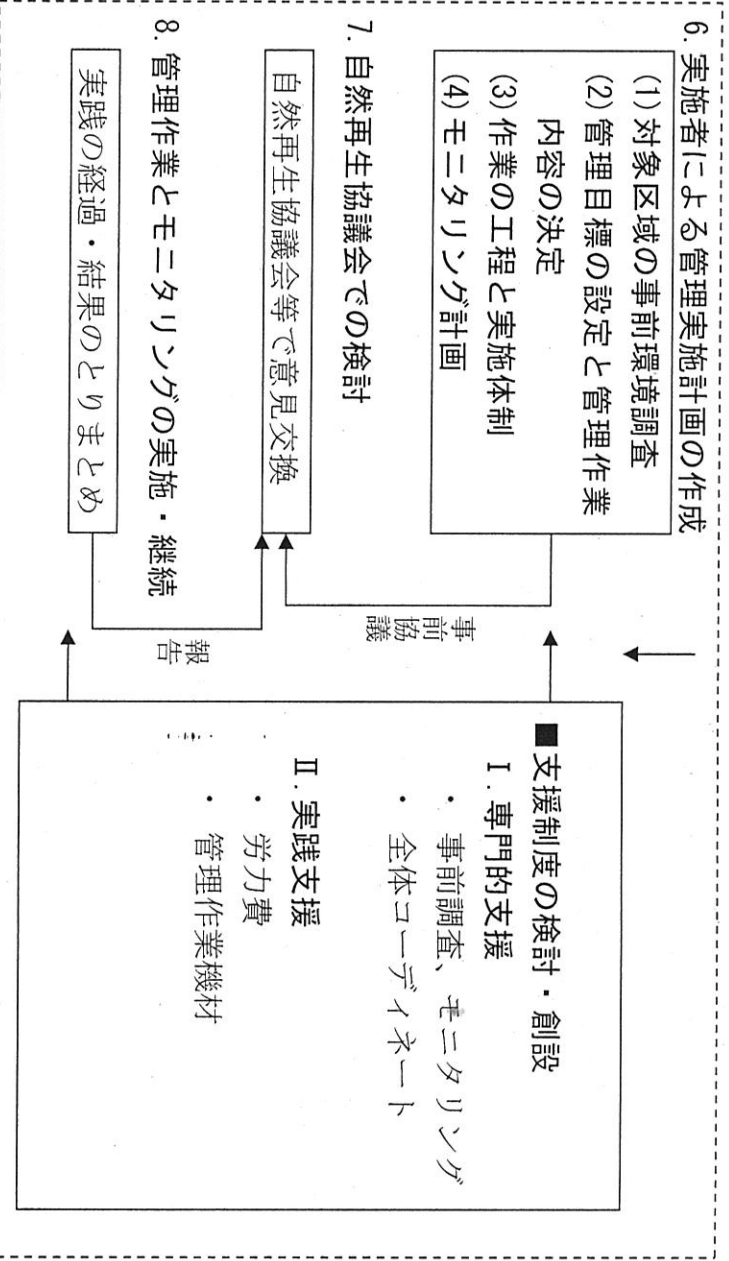 6. 実施者による管理実施計画の作成
(1) 対象区域の事前環境調査
(2) 管理目標の設定と管理作業
内容の決定
(3) 作業の工程と実施体制
(4) モニタリング計画
事前協議
7. 自然再生協議会での検討
自然再生協議会等で意見交換
8. 管理作業とモニタリングの実施・継続
報告
実践の経過・結果のとりまとめ
■支援制度の検討・創設
Ⅰ. 専門的支援
・ 事前調査、モニタリング
・ 全体コーディネート
Ⅱ. 実践支援
・ 労力費
・ 管理作業機材